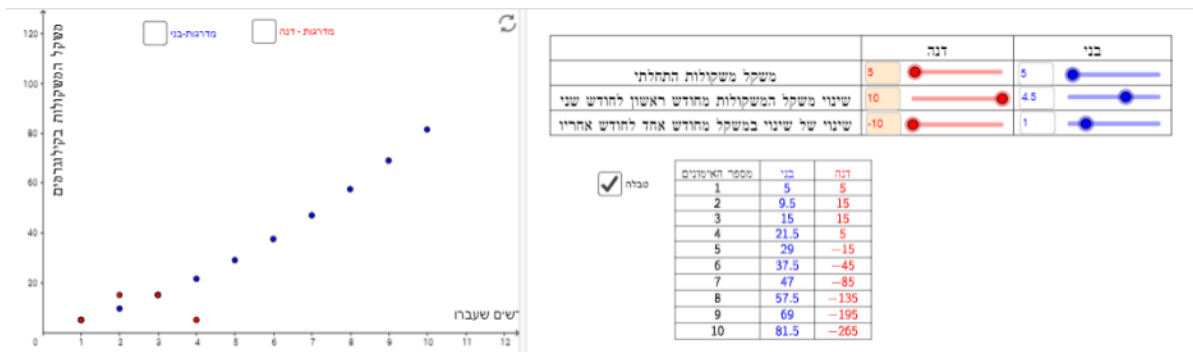 משקל המשקולות בקילוגרמים
מדרגות-בני
מדרגות - דנה
120
100
80
60
40
20
0 1 2 3 4 5 6 7 8 9 10 11 12
שים שעברו
דנה בני
משקל משקולות התחלתי 5 5
שינוי משקל המשקולות מחודש ראשון לחודש שני 10 4.5
שינוי של שינוי במשקל מחודש אחד לחודש אחריו -10 1
טבלה
מספר האימונים בני דנה
1 5 5
2 9.5 15
3 15 15
4 21.5 5
5 29 −15
6 37.5 −45
7 47 −85
8 57.5 −135
9 69 −195
10 81.5 −265